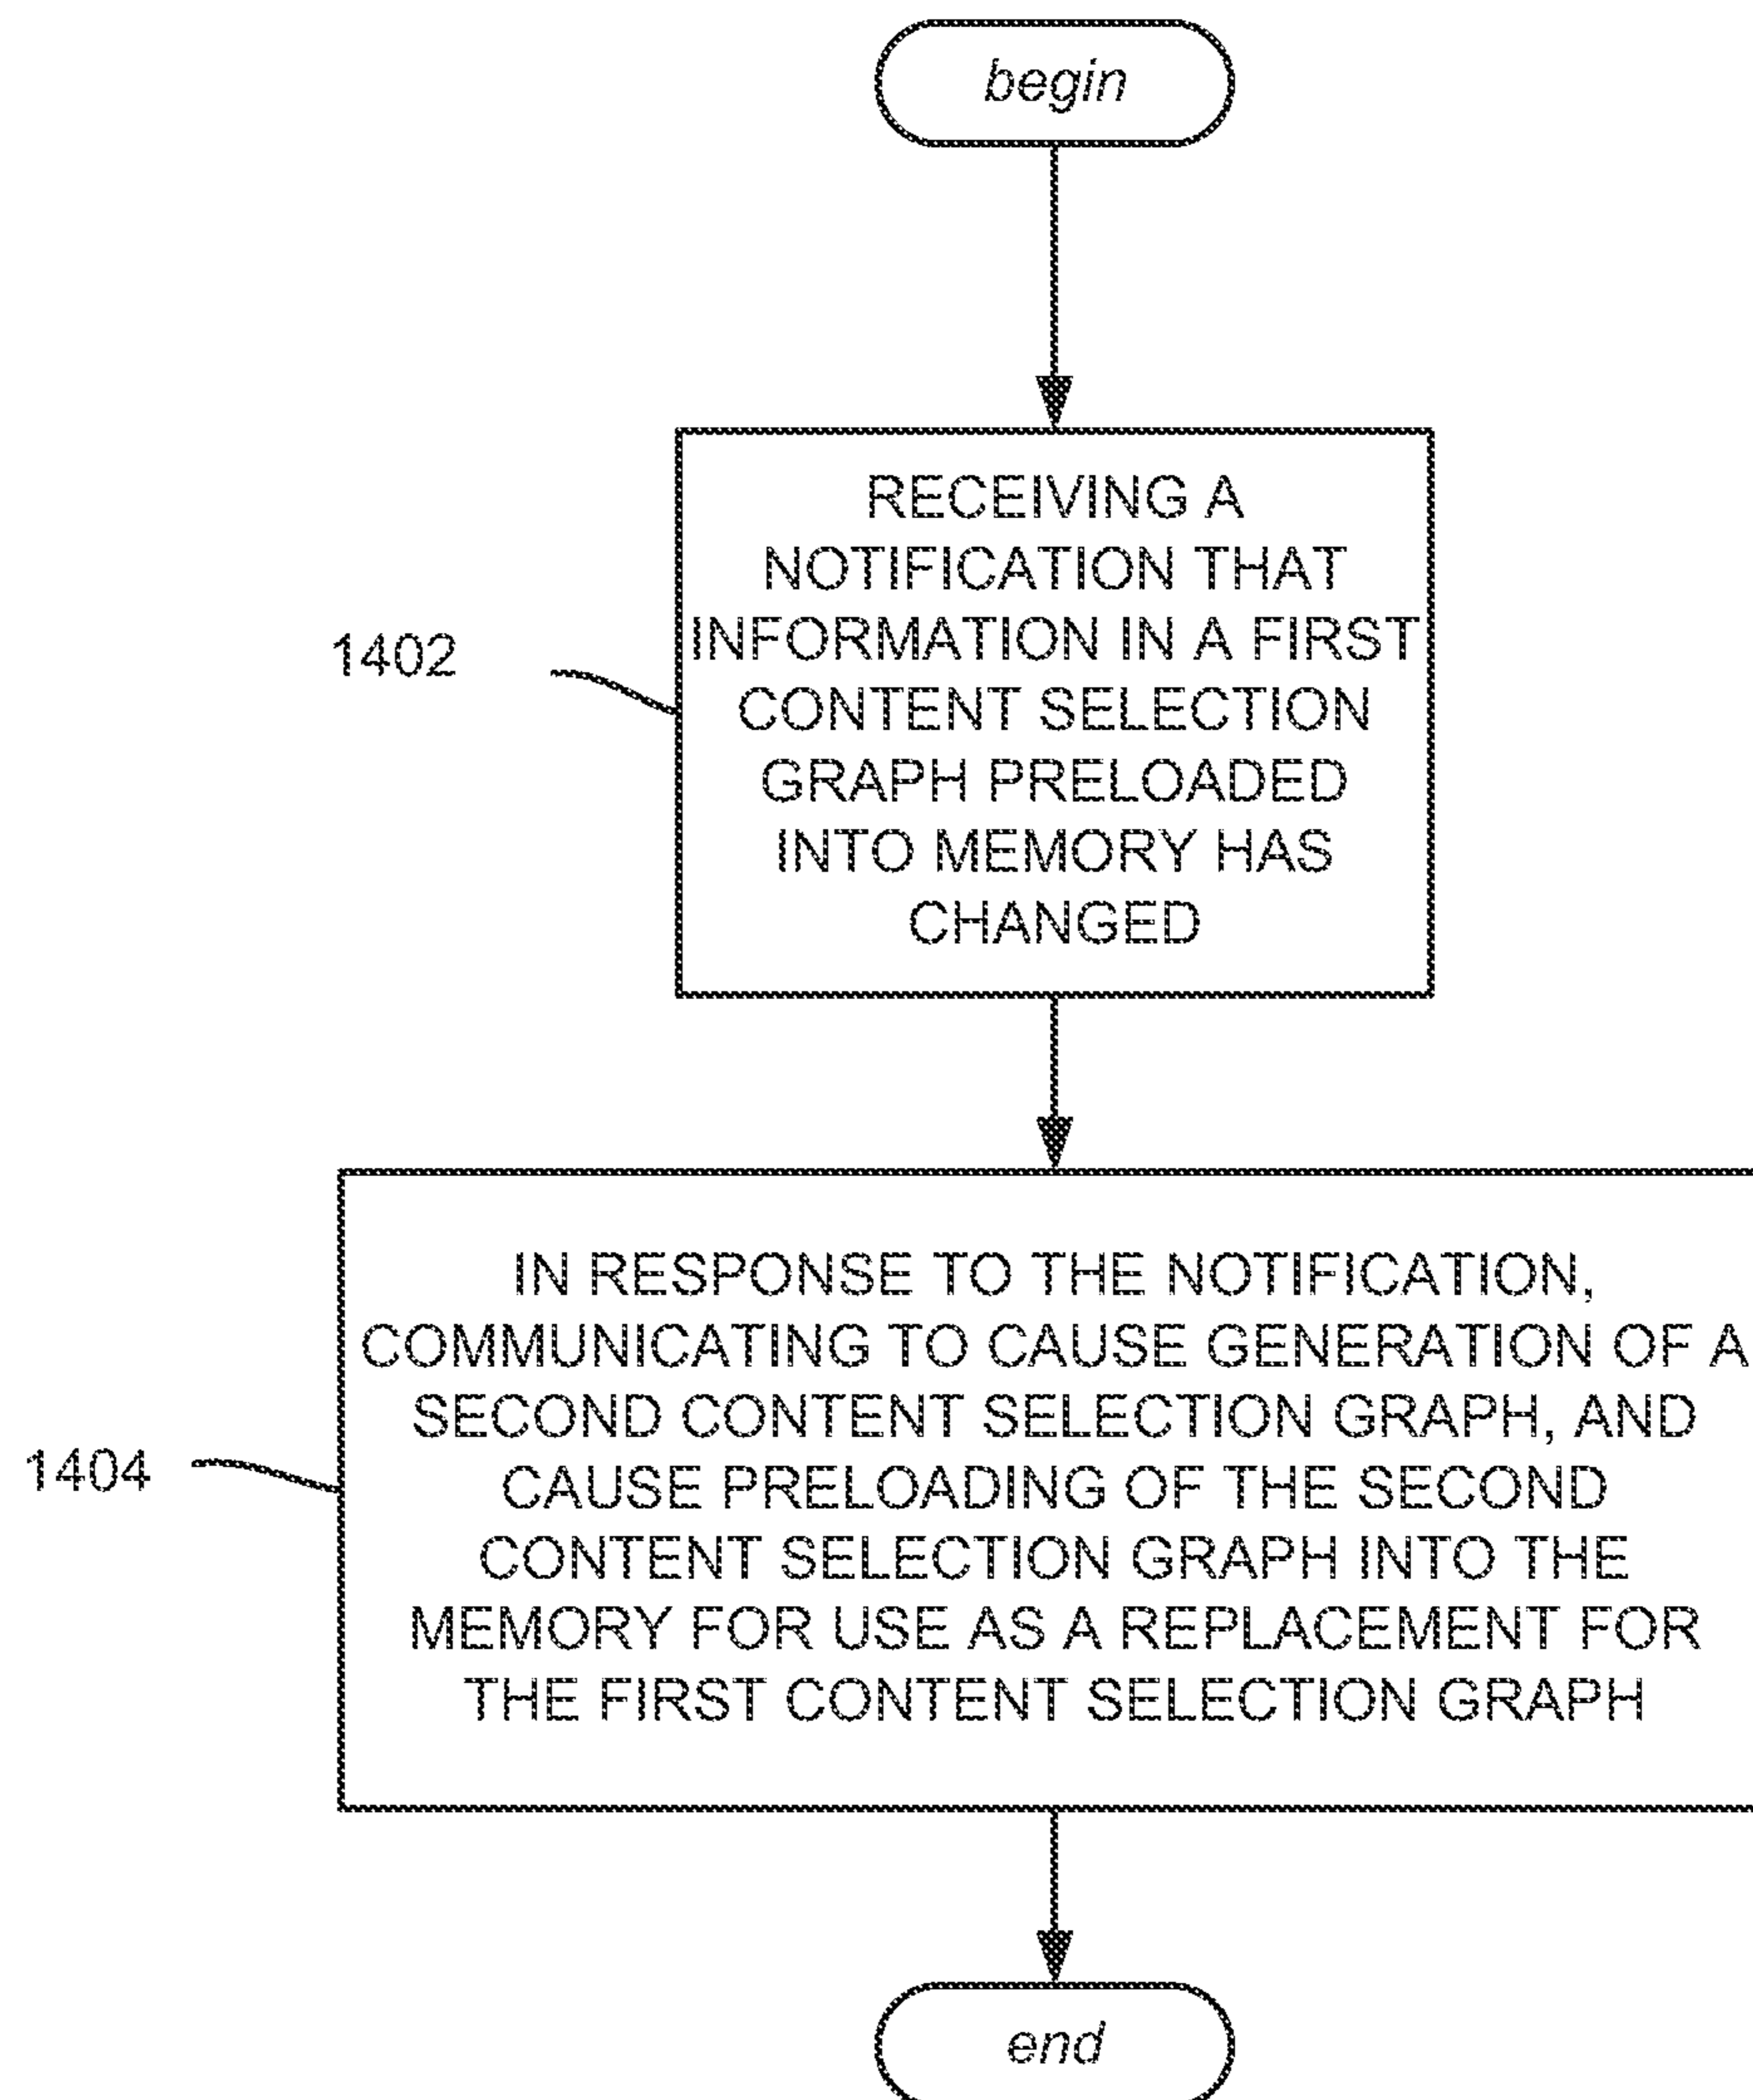 begin
RECEIVING A
NOTIFICATION THAT
INFORMATION IN A FIRST
CONTENT SELECTION
GRAPH PRELOADED
INTO MEMORY HAS
CHANGED
1402
IN RESPONSE TO THE NOTIFICATION,
COMMUNICATING TO CAUSE GENERATION OF A
SECOND CONTENT SELECTION GRAPH, AND
CAUSE PRELOADING OF THE SECOND
CONTENT SELECTION GRAPH INTO THE
MEMORY FOR USE AS A REPLACEMENT FOR
THE FIRST CONTENT SELECTION GRAPH
1404
end